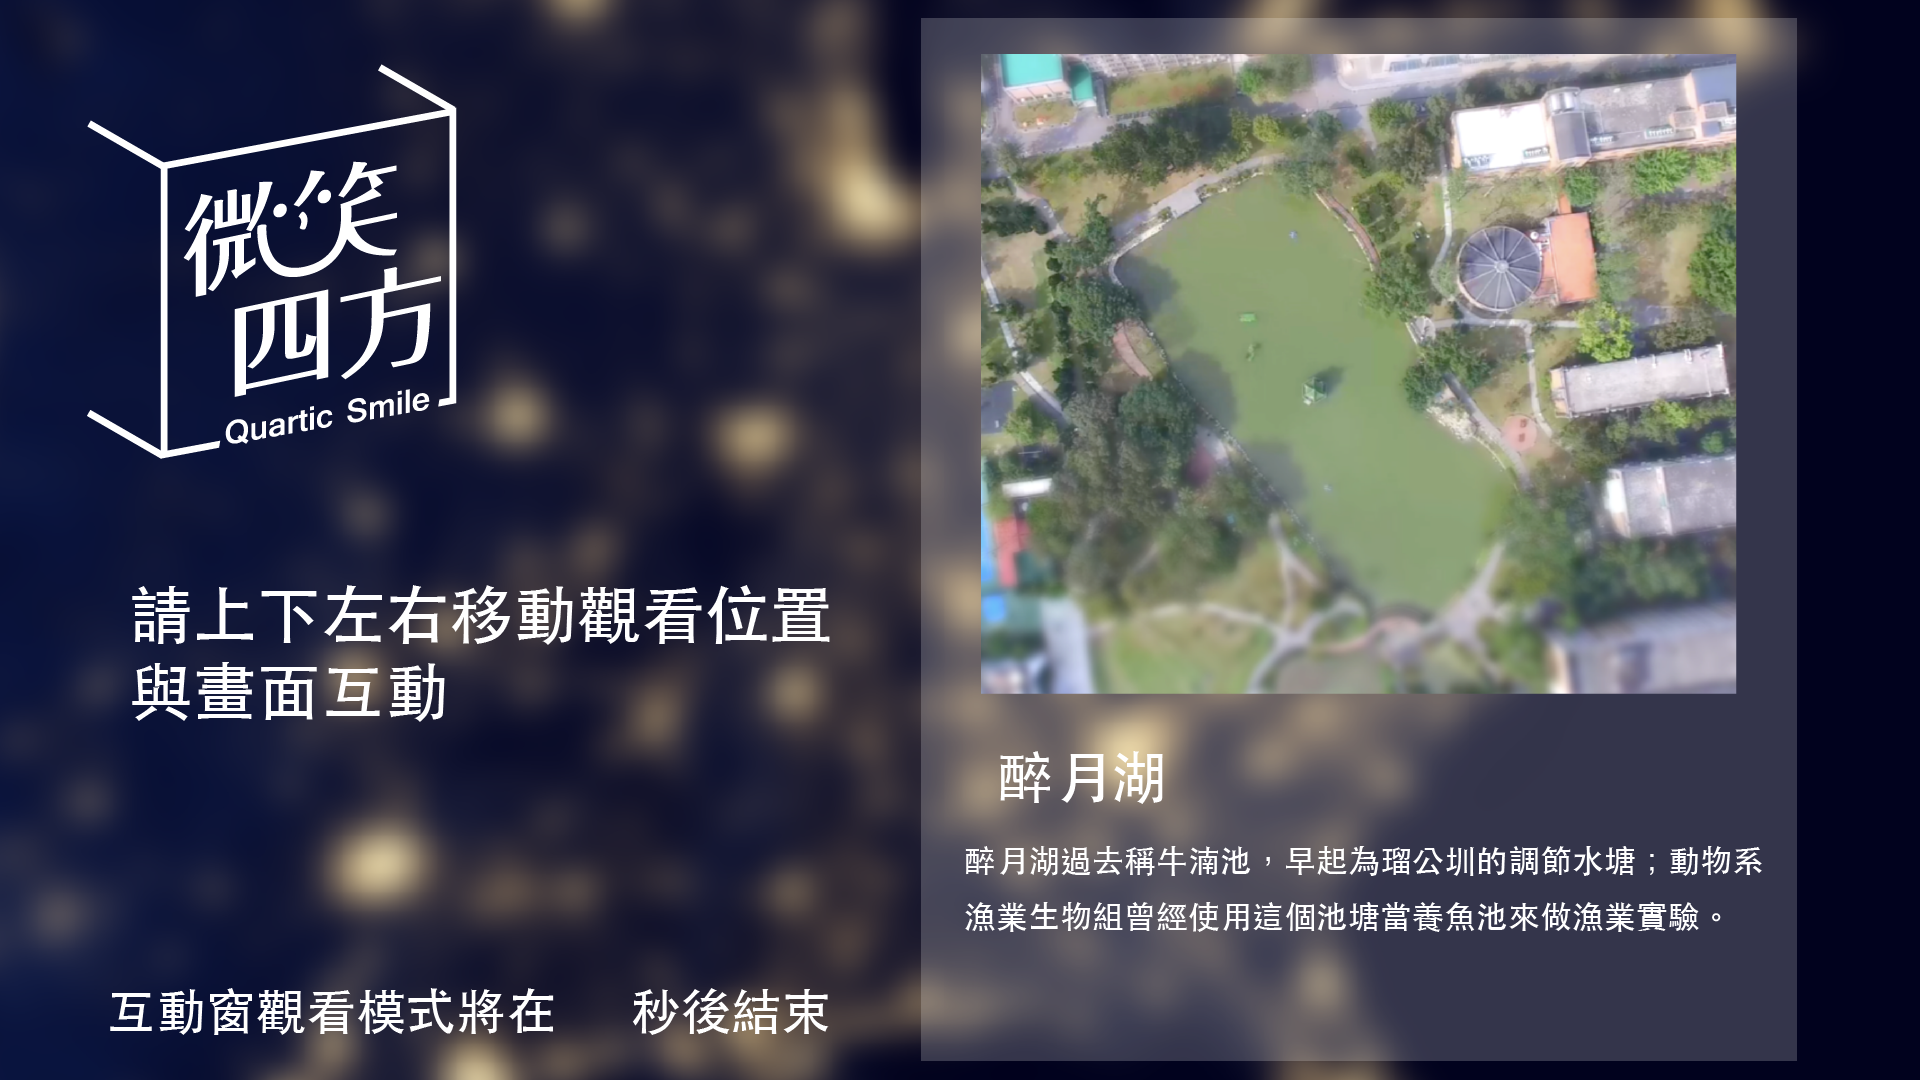 微笑
四方
Quartic Smile
請上下左右移動觀看位置
與畫面互動
互動窗觀看模式將在 秒後結束
醉月湖
醉月湖過去稱牛湳池，早起為瑠公圳的調節水塘；動物系
漁業生物組曾經使用這個池塘當養魚池來做漁業實驗。